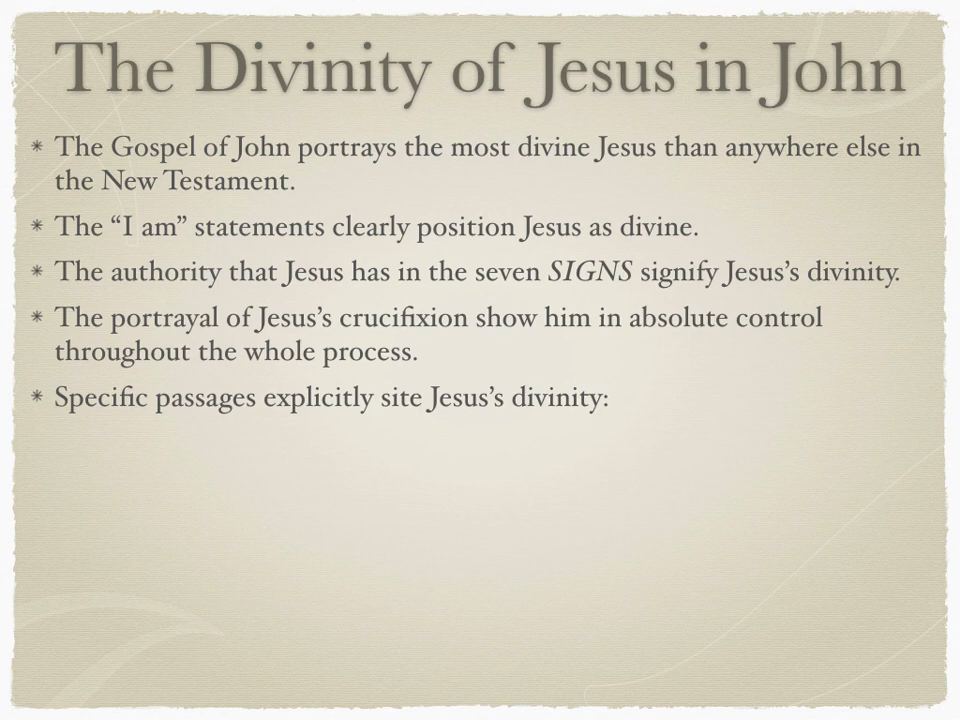 The Divinity of Jesus in John
* The Gospel of John portrays the most divine Jesus than anywhere else in
the New Testament.
* The “I am” statements clearly position Jesus as divine.
* The authority that Jesus has in the seven SIGNS signify Jesus’s divinity.
* The portrayal of Jesus’s crucifixion show him in absolute control
throughout the whole process.
* Specific passages explicitly site Jesus’s divinity: